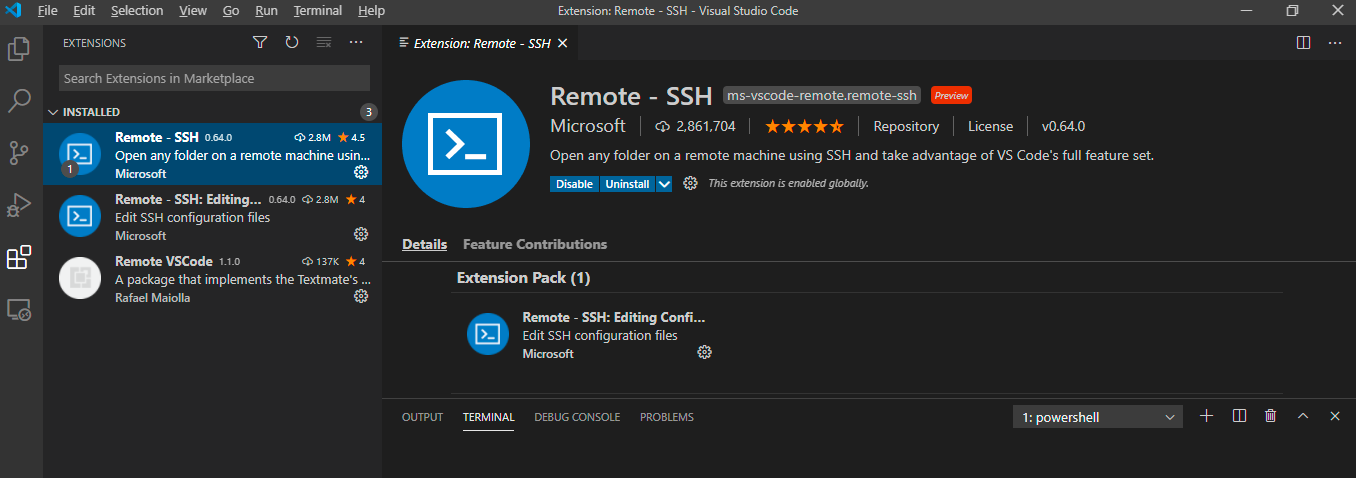 File Edit Selection View Go Run Terminal Help
Extension: Remote - SSH - Visual Studio Code
EXTENSIONS
Search Extensions in Marketplace
INSTALLED 3
Remote - SSH 0.64.0 2.8M 4.5
Open any folder on a remote machine usin...
1
Microsoft
Remote - SSH: Editing... 0.64.0 2.8M 4
Edit SSH configuration files
Microsoft
Remote VSCode 1.1.0 137K 4
A package that implements the Textmate's ...
Rafael Maiolla
Extension: Remote - SSH
Remote - SSH ms-vscode-remote.remote-ssh Preview
Microsoft 2,861,704 Repository License v0.64.0
Open any folder on a remote machine using SSH and take advantage of VS Code's full feature set.
Disable Uninstall This extension is enabled globally.
Details Feature Contributions
Extension Pack (1)
Remote - SSH: Editing Confi...
Edit SSH configuration files
Microsoft
OUTPUT TERMINAL DEBUG CONSOLE PROBLEMS 1: powershell